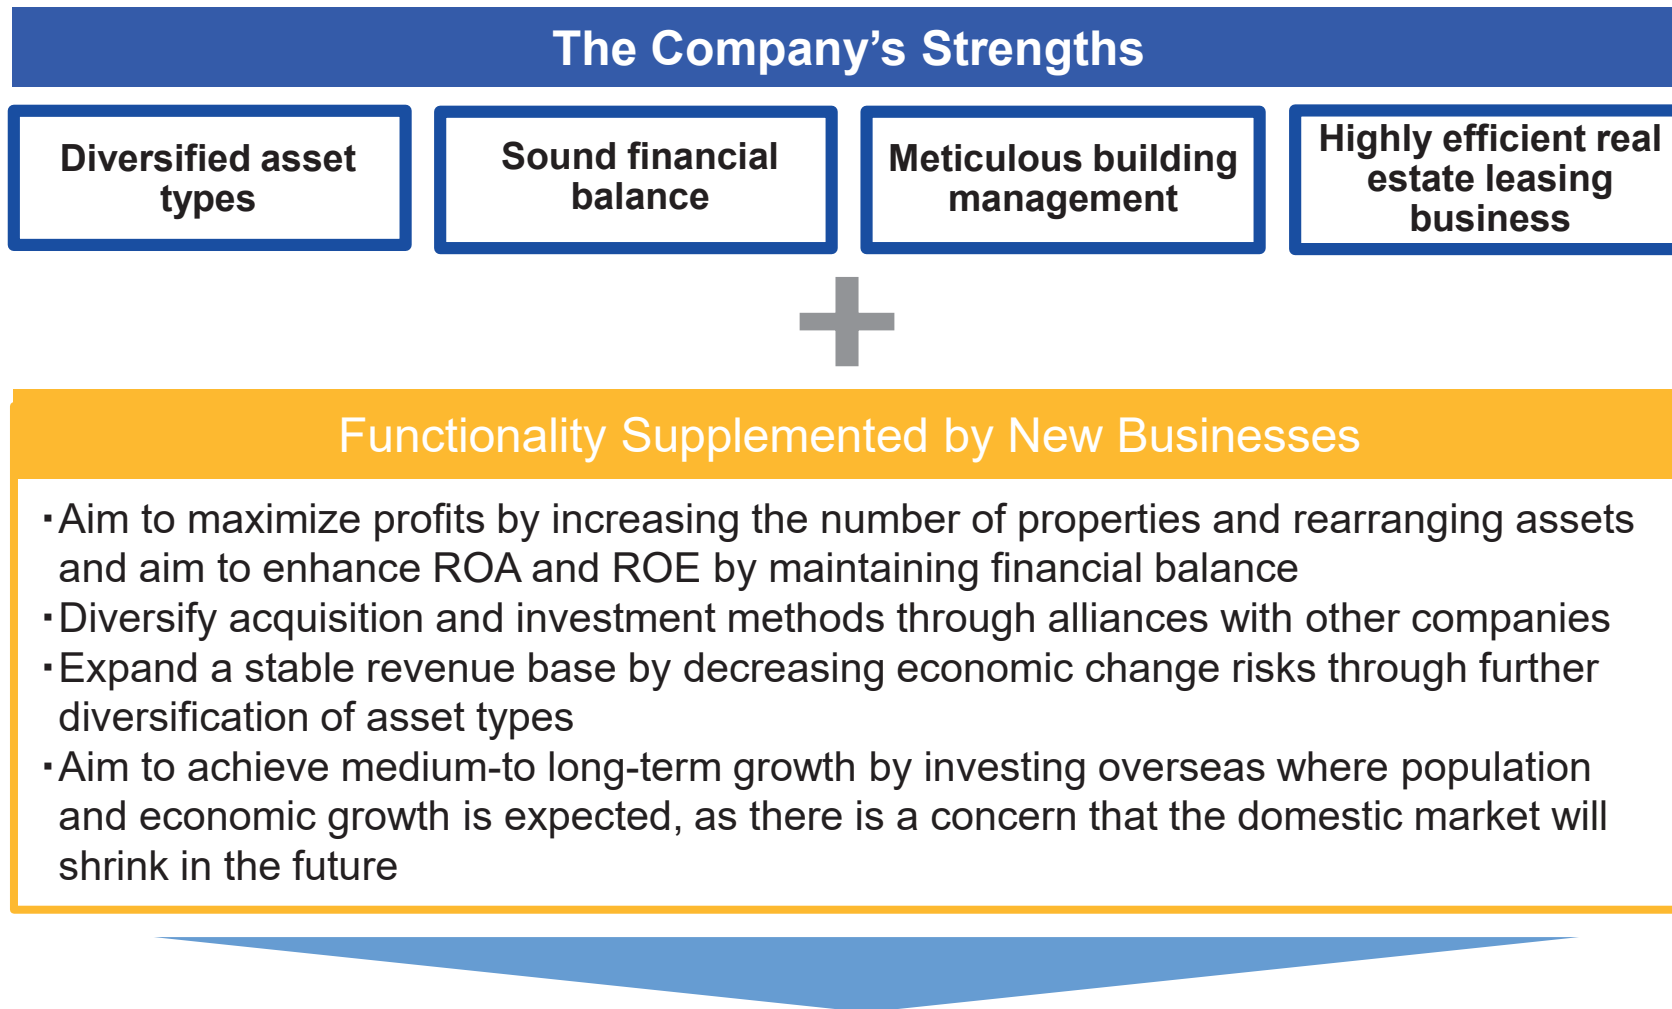 The Company’s Strengths
Diversified asset
types
Sound financial
balance
Meticulous building
management
Highly efficient real
estate leasing
business
Functionality Supplemented by New Businesses
・Aim to maximize profits by increasing the number of properties and rearranging assets
and aim to enhance ROA and ROE by maintaining financial balance
・Diversify acquisition and investment methods through alliances with other companies
・Expand a stable revenue base by decreasing economic change risks through further
diversification of asset types
・Aim to achieve medium-to long-term growth by investing overseas where population
and economic growth is expected, as there is a concern that the domestic market will
shrink in the future